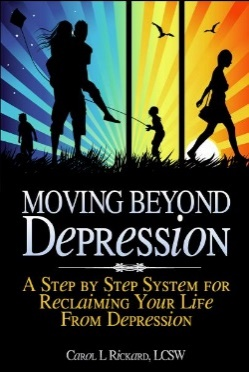 MOVING BEYOND
DEPRESSION
A STEP BY STEP SYSTEM FOR
RECLAIMING YOUR LIFE
FROM DEPRESSION
CAROL L RICKARD, LCSW